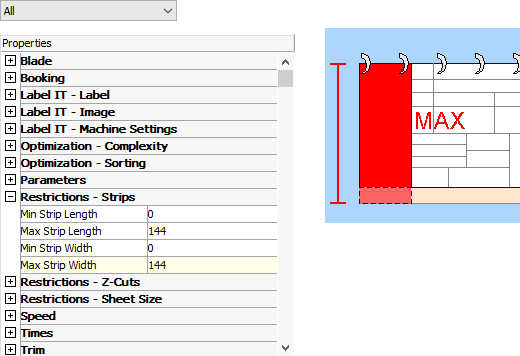 All
Properties
Blade
Booking
Label IT - Label
Label IT - Image
Label IT - Machine Settings
Optimization - Complexity
Optimization - Sorting
Parameters
Restrictions - Strips
Min Strip Length 0
Max Strip Length 144
Min Strip Width 0
Max Strip Width 144
Restrictions - Z-Cuts
Restrictions - Sheet Size
Speed
Times
Trim
MAX